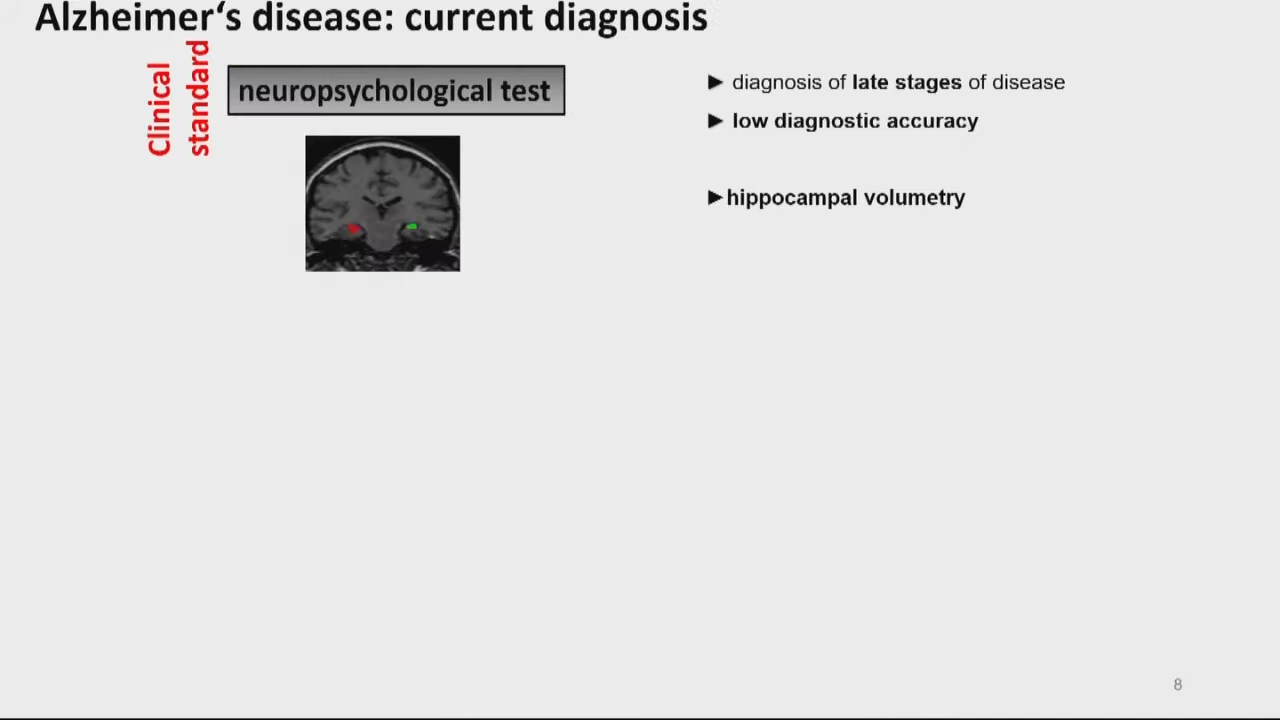 Alzheimer‘s disease: current diagnosis
Clinical
standard
neuropsychological test
► diagnosis of late stages of disease
► low diagnostic accuracy
►hippocampal volumetry
8